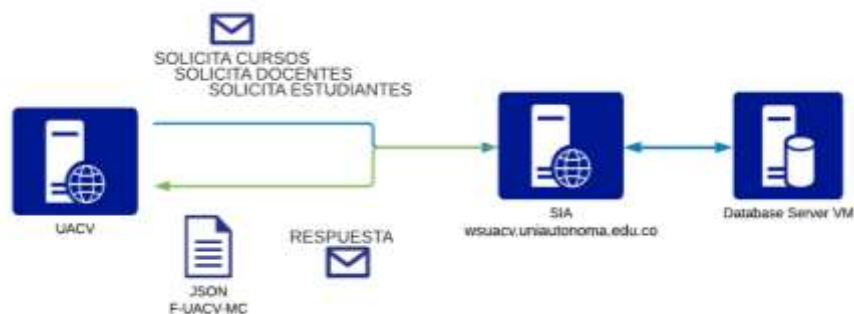 SOLICITA CURSOS
SOLICITA DOCENTES
SOLICITA ESTUDIANTES
UACV
SIA
wsuacv.uniautonoma.edu.co
Database Server VM
RESPUESTA
JSON
F-UACV-MC